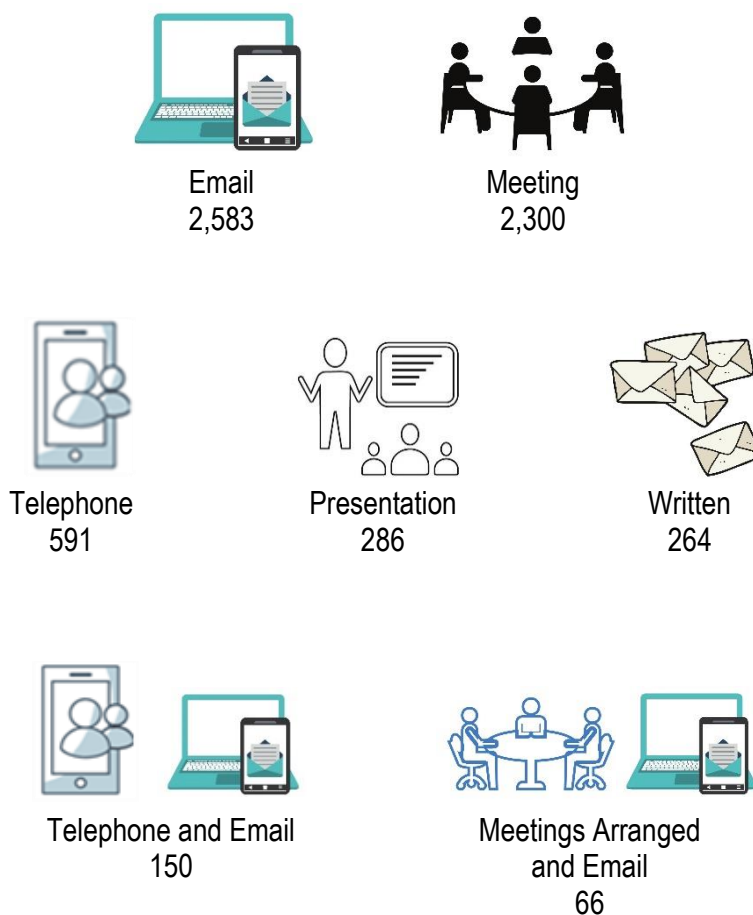 Email
2,583
Meeting
2,300
Telephone
591
Presentation
286
Written
264
Telephone and Email
150
Meetings Arranged
and Email
66